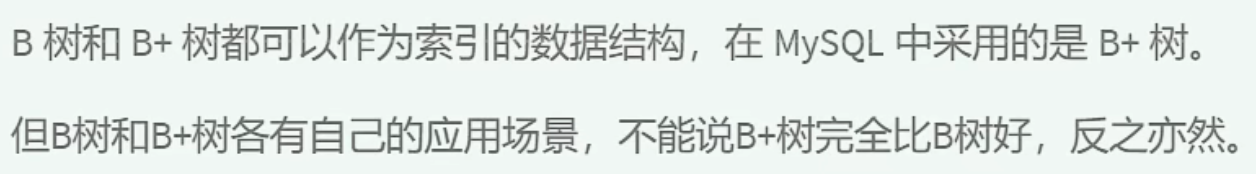 B 树和 B+ 树都可以作为索引的数据结构，在 MySQL 中采用的是 B+ 树。
但B树和B+树各有自己的应用场景，不能说B+树完全比B树好，反之亦然。